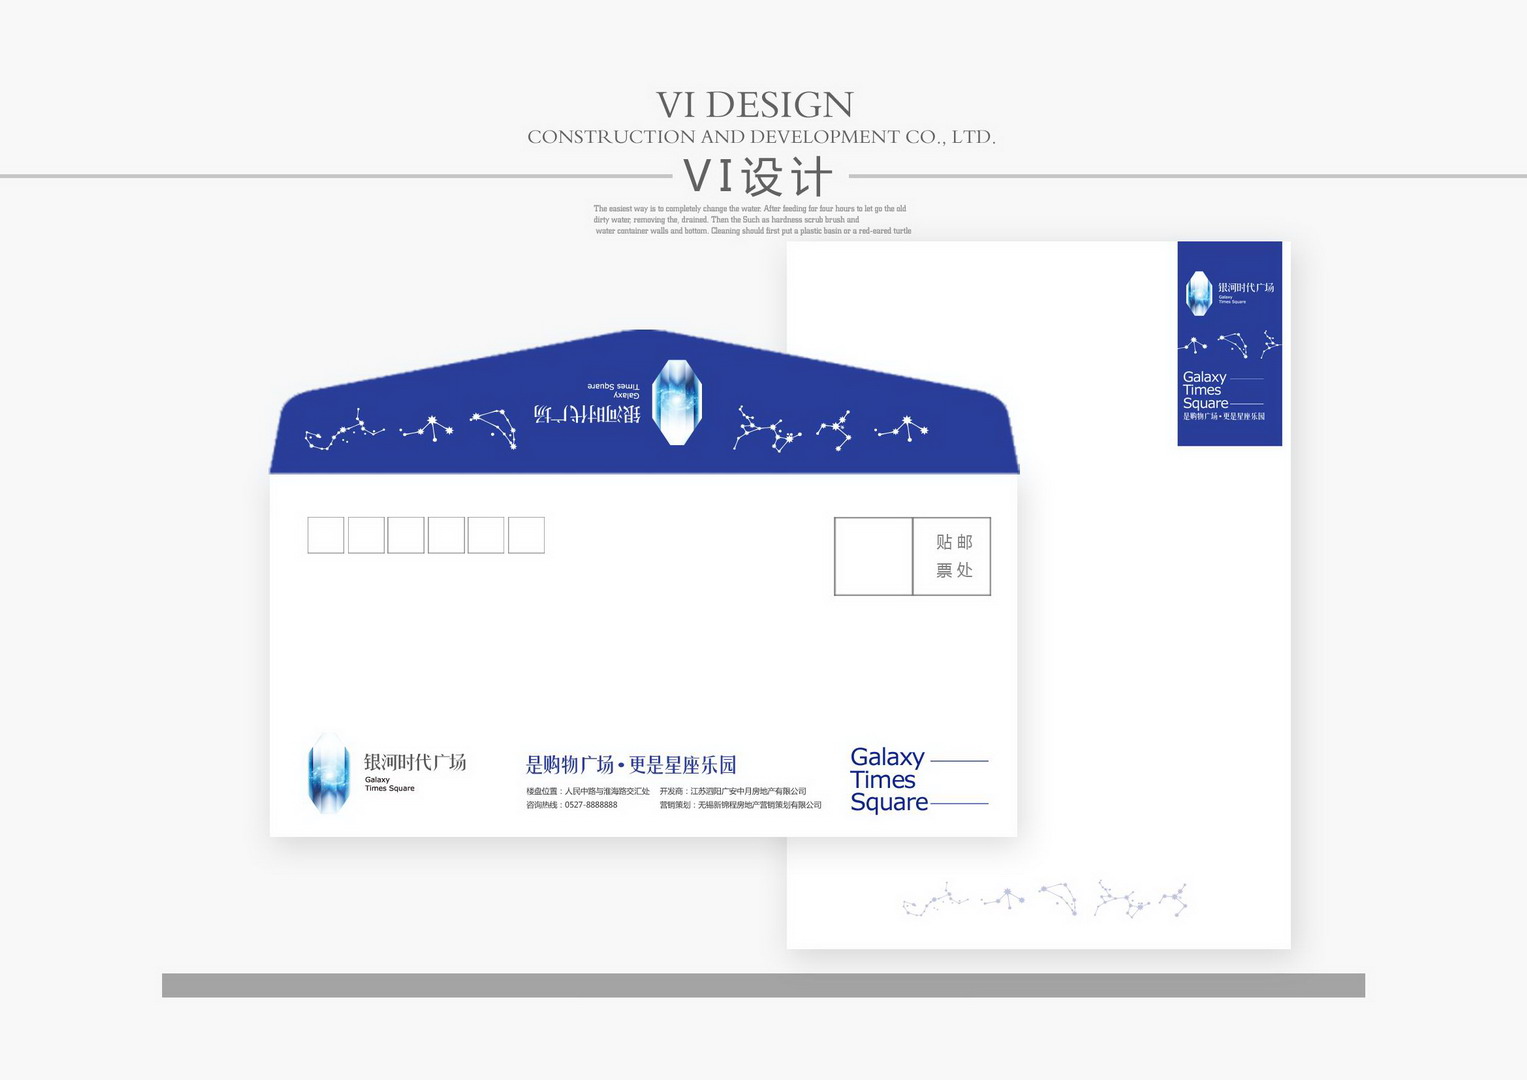 VI DESIGN
CONSTRUCTION AND DEVELOPMENT CO., LTD.
VI设计
The easiest way is to completely change the water. After feeding for four hours to let go the old
dirty water, removing the, drained. Then the Such as hardness scrub brush and
water container walls and bottom. Cleaning should first put a plastic basin or a red-eared turtle
银河时代广场
Galaxy
Times Square
Galaxy
Times
Square
是购物广场•更是星座乐园
银河时代广场
Galaxy
Times Square
贴邮
票处
银河时代广场
Galaxy
Times Square
是购物广场•更是星座乐园
楼盘位置：人民中路与淮海路交汇处 开发商：江苏泗阳广安中月房地产有限公司
咨询热线：0527-8888888 营销策划：无锡新锦程房地产营销策划有限公司
Galaxy
Times
Square